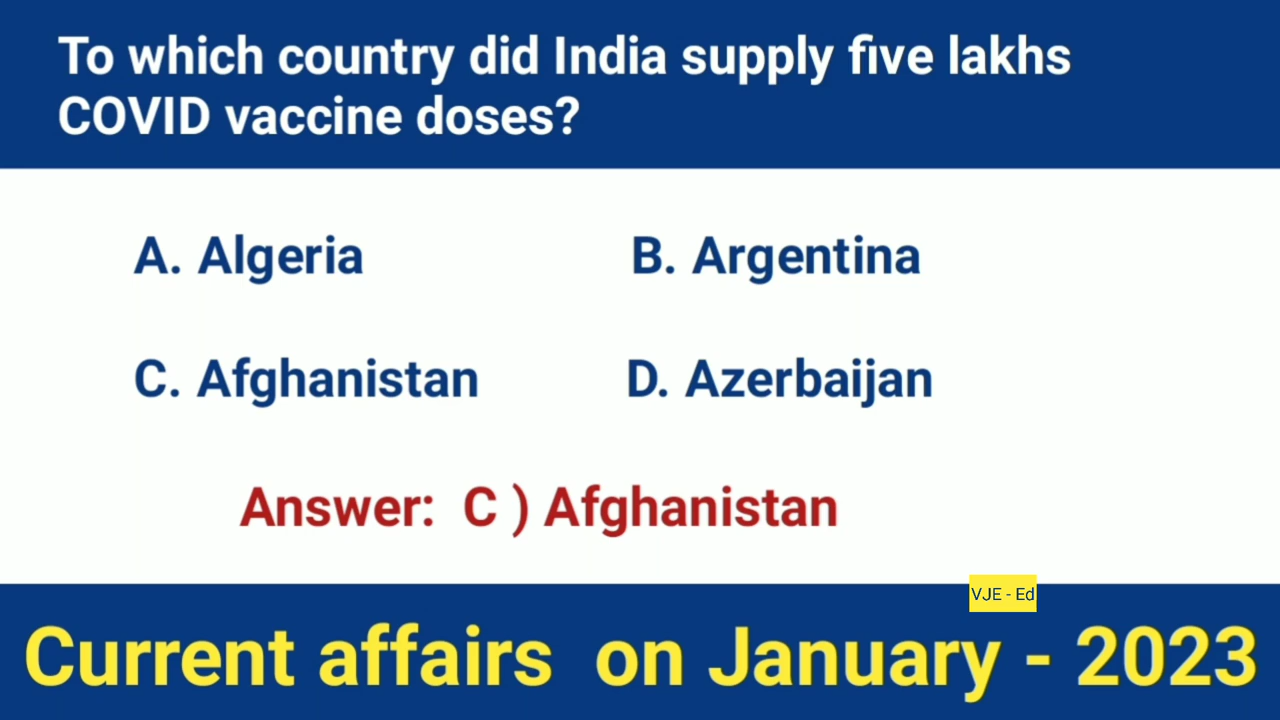 To which country did India supply five lakhs
COVID vaccine doses?
A. Algeria
B. Argentina
C. Afghanistan
D. Azerbaijan
Answer: C ) Afghanistan
VJE - Ed
Current affairs on January - 2023